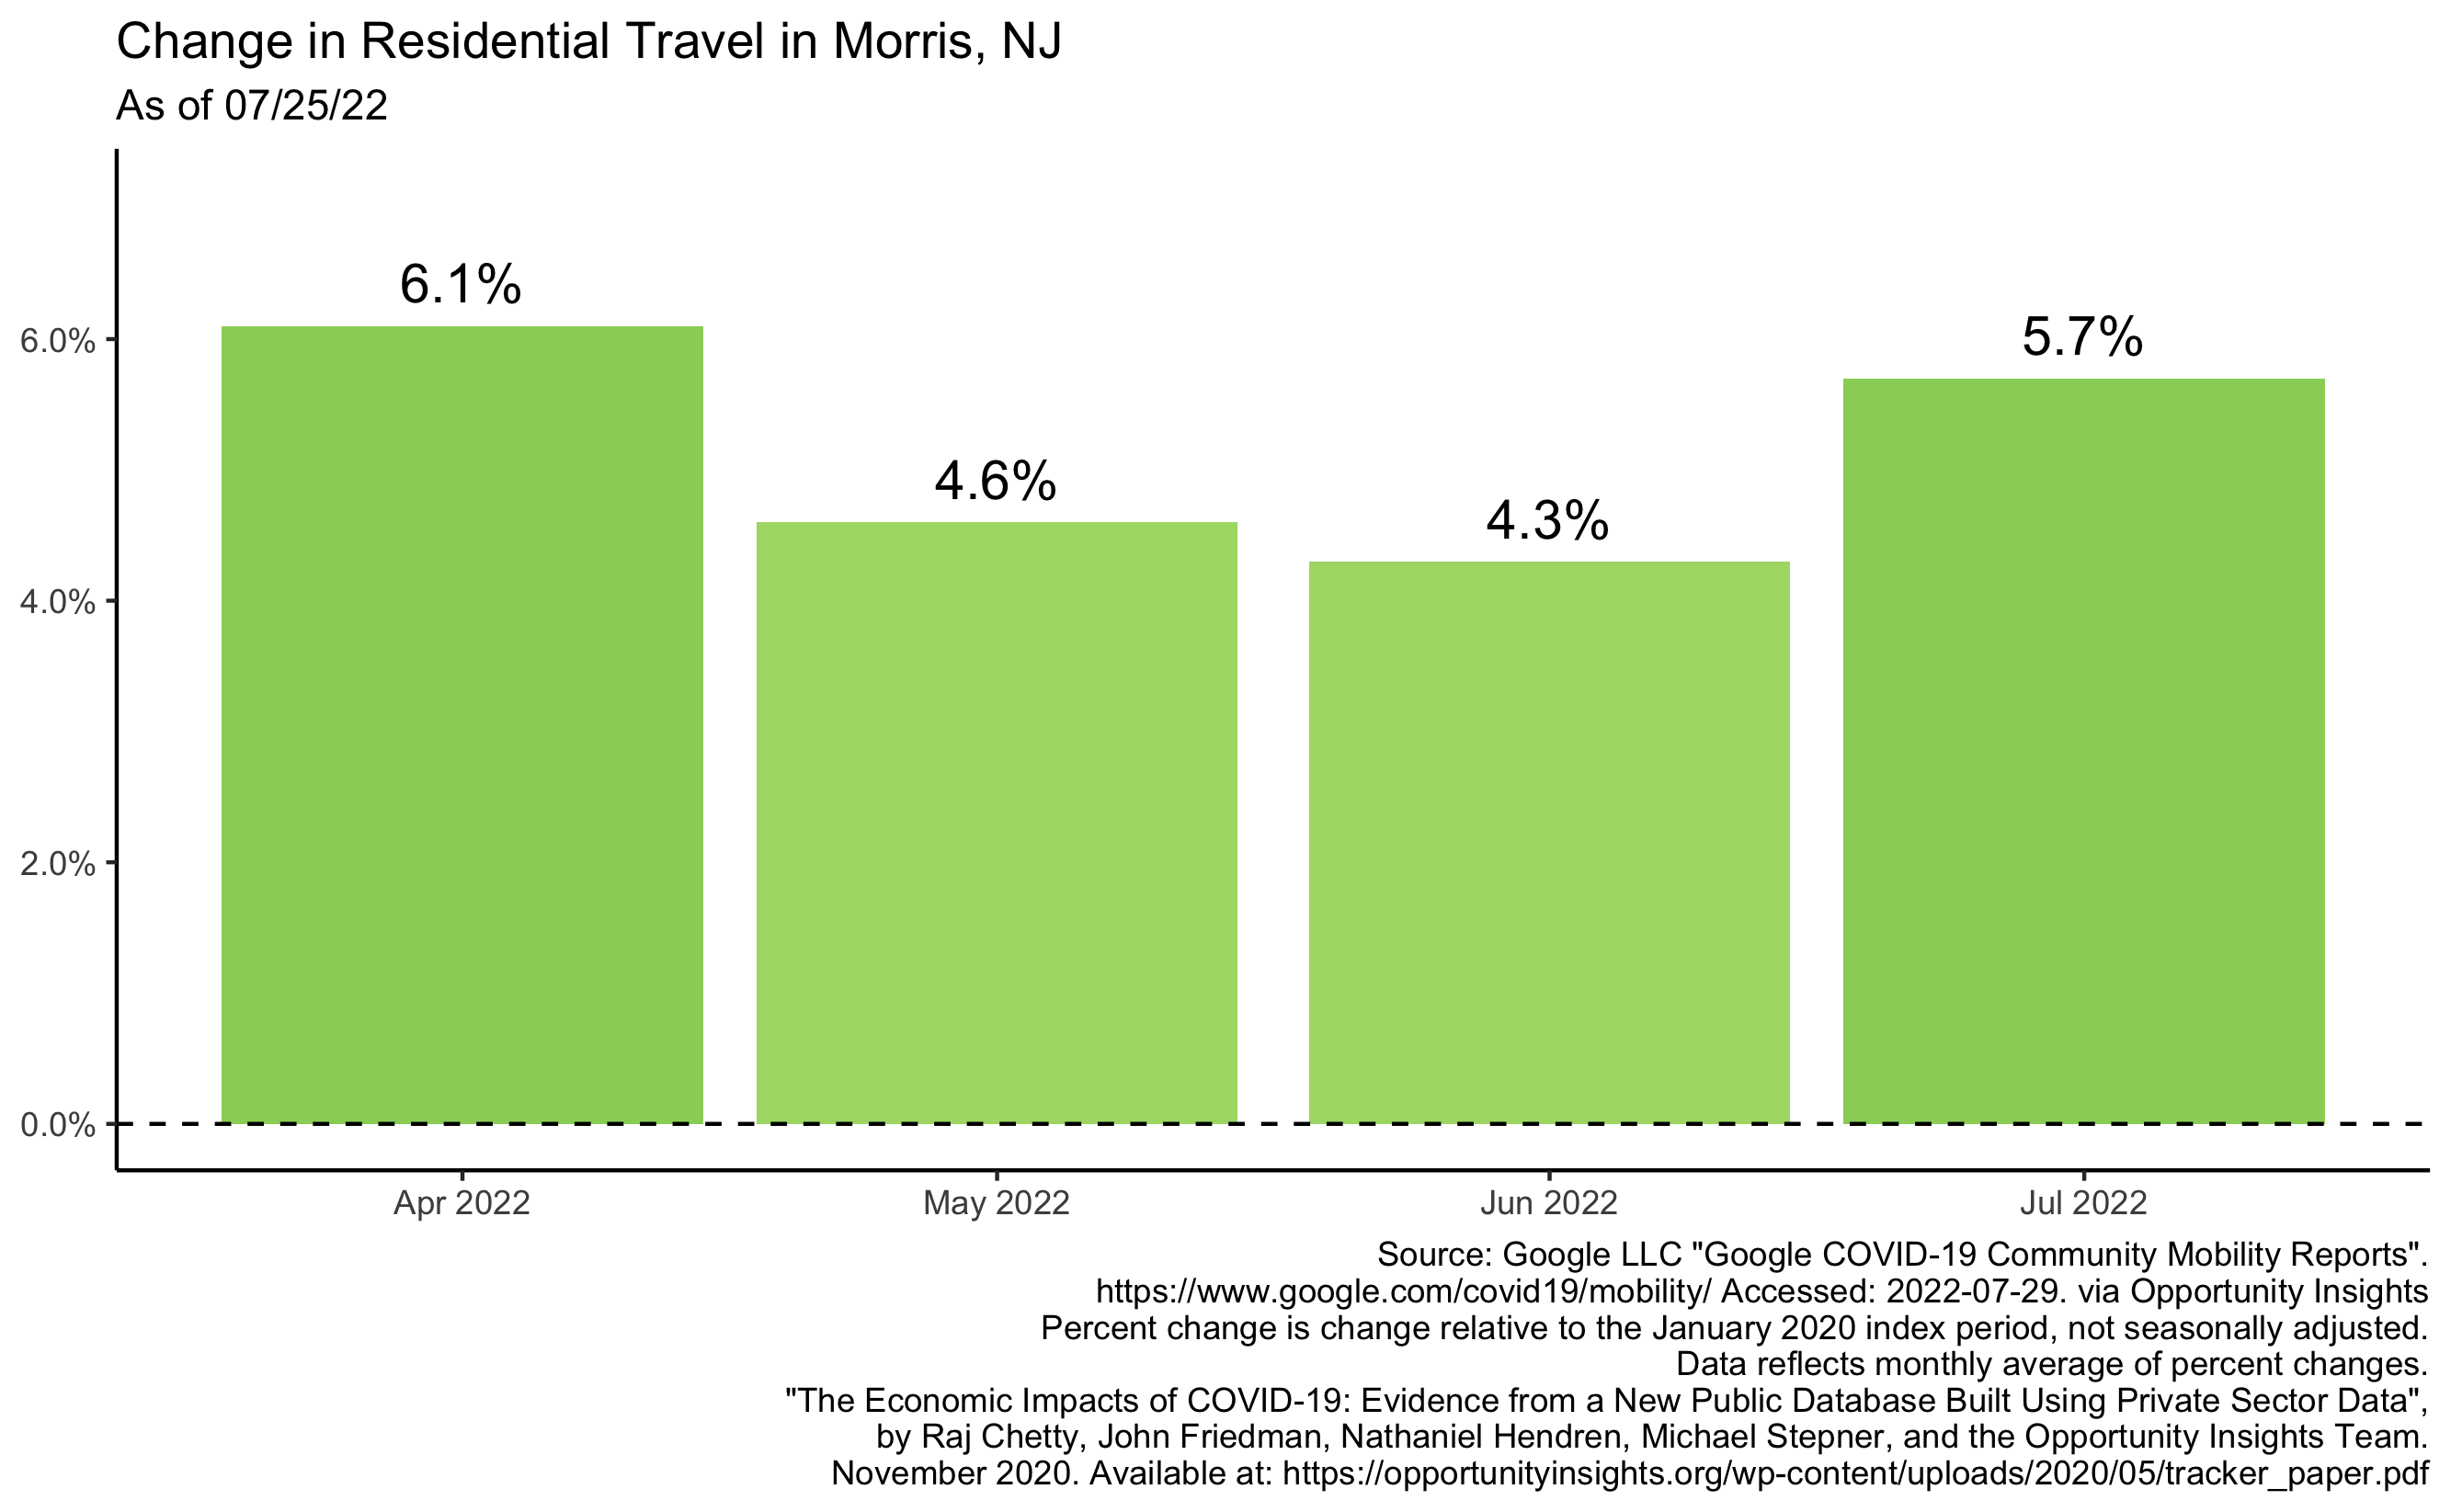 Change in Residential Travel in Morris, NJ
As of 07/25/22
6.1%
4.6%
4.3%
5.7%
6.0%
4.0%
2.0%
0.0%
Apr 2022
May 2022
Jun 2022
Jul 2022
Source: Google LLC "Google COVID-19 Community Mobility Reports".
https://www.google.com/covid19/mobility/ Accessed: 2022-07-29. via Opportunity Insights
Percent change is change relative to the January 2020 index period, not seasonally adjusted.
Data reflects monthly average of percent changes.
"The Economic Impacts of COVID-19: Evidence from a New Public Database Built Using Private Sector Data",
by Raj Chetty, John Friedman, Nathaniel Hendren, Michael Stepner, and the Opportunity Insights Team.
November 2020. Available at: https://opportunityinsights.org/wp-content/uploads/2020/05/tracker_paper.pdf